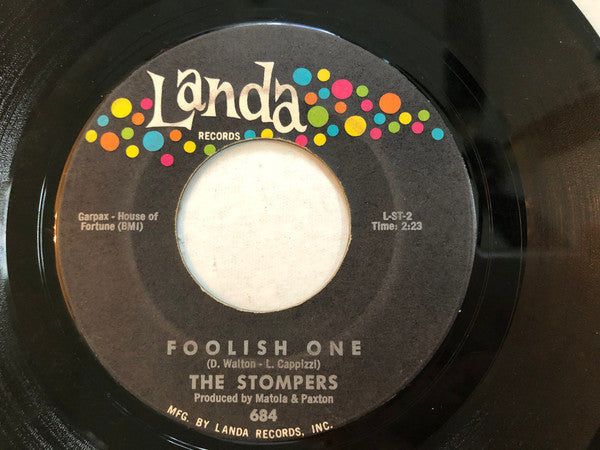 Landa
RECORDS
Garpax - House of
Fortune (BMI)
L-ST-2
Time: 2:23
FOOLISH ONE
(D. Walton - L. Cappizzi)
THE STOMPERS
Produced by Matola & Paxton
684
MFG. BY LANDA RECORDS, INC.